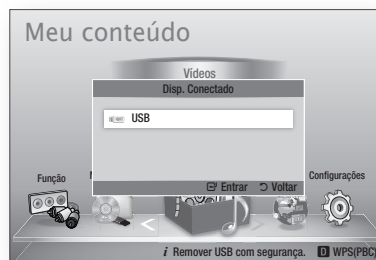 Meu conteúdo
Vídeos
Disp. Conectado
USB
Entrar Voltar
Função
Configurações
i Remover USB com segurança. D WPS(PBC)